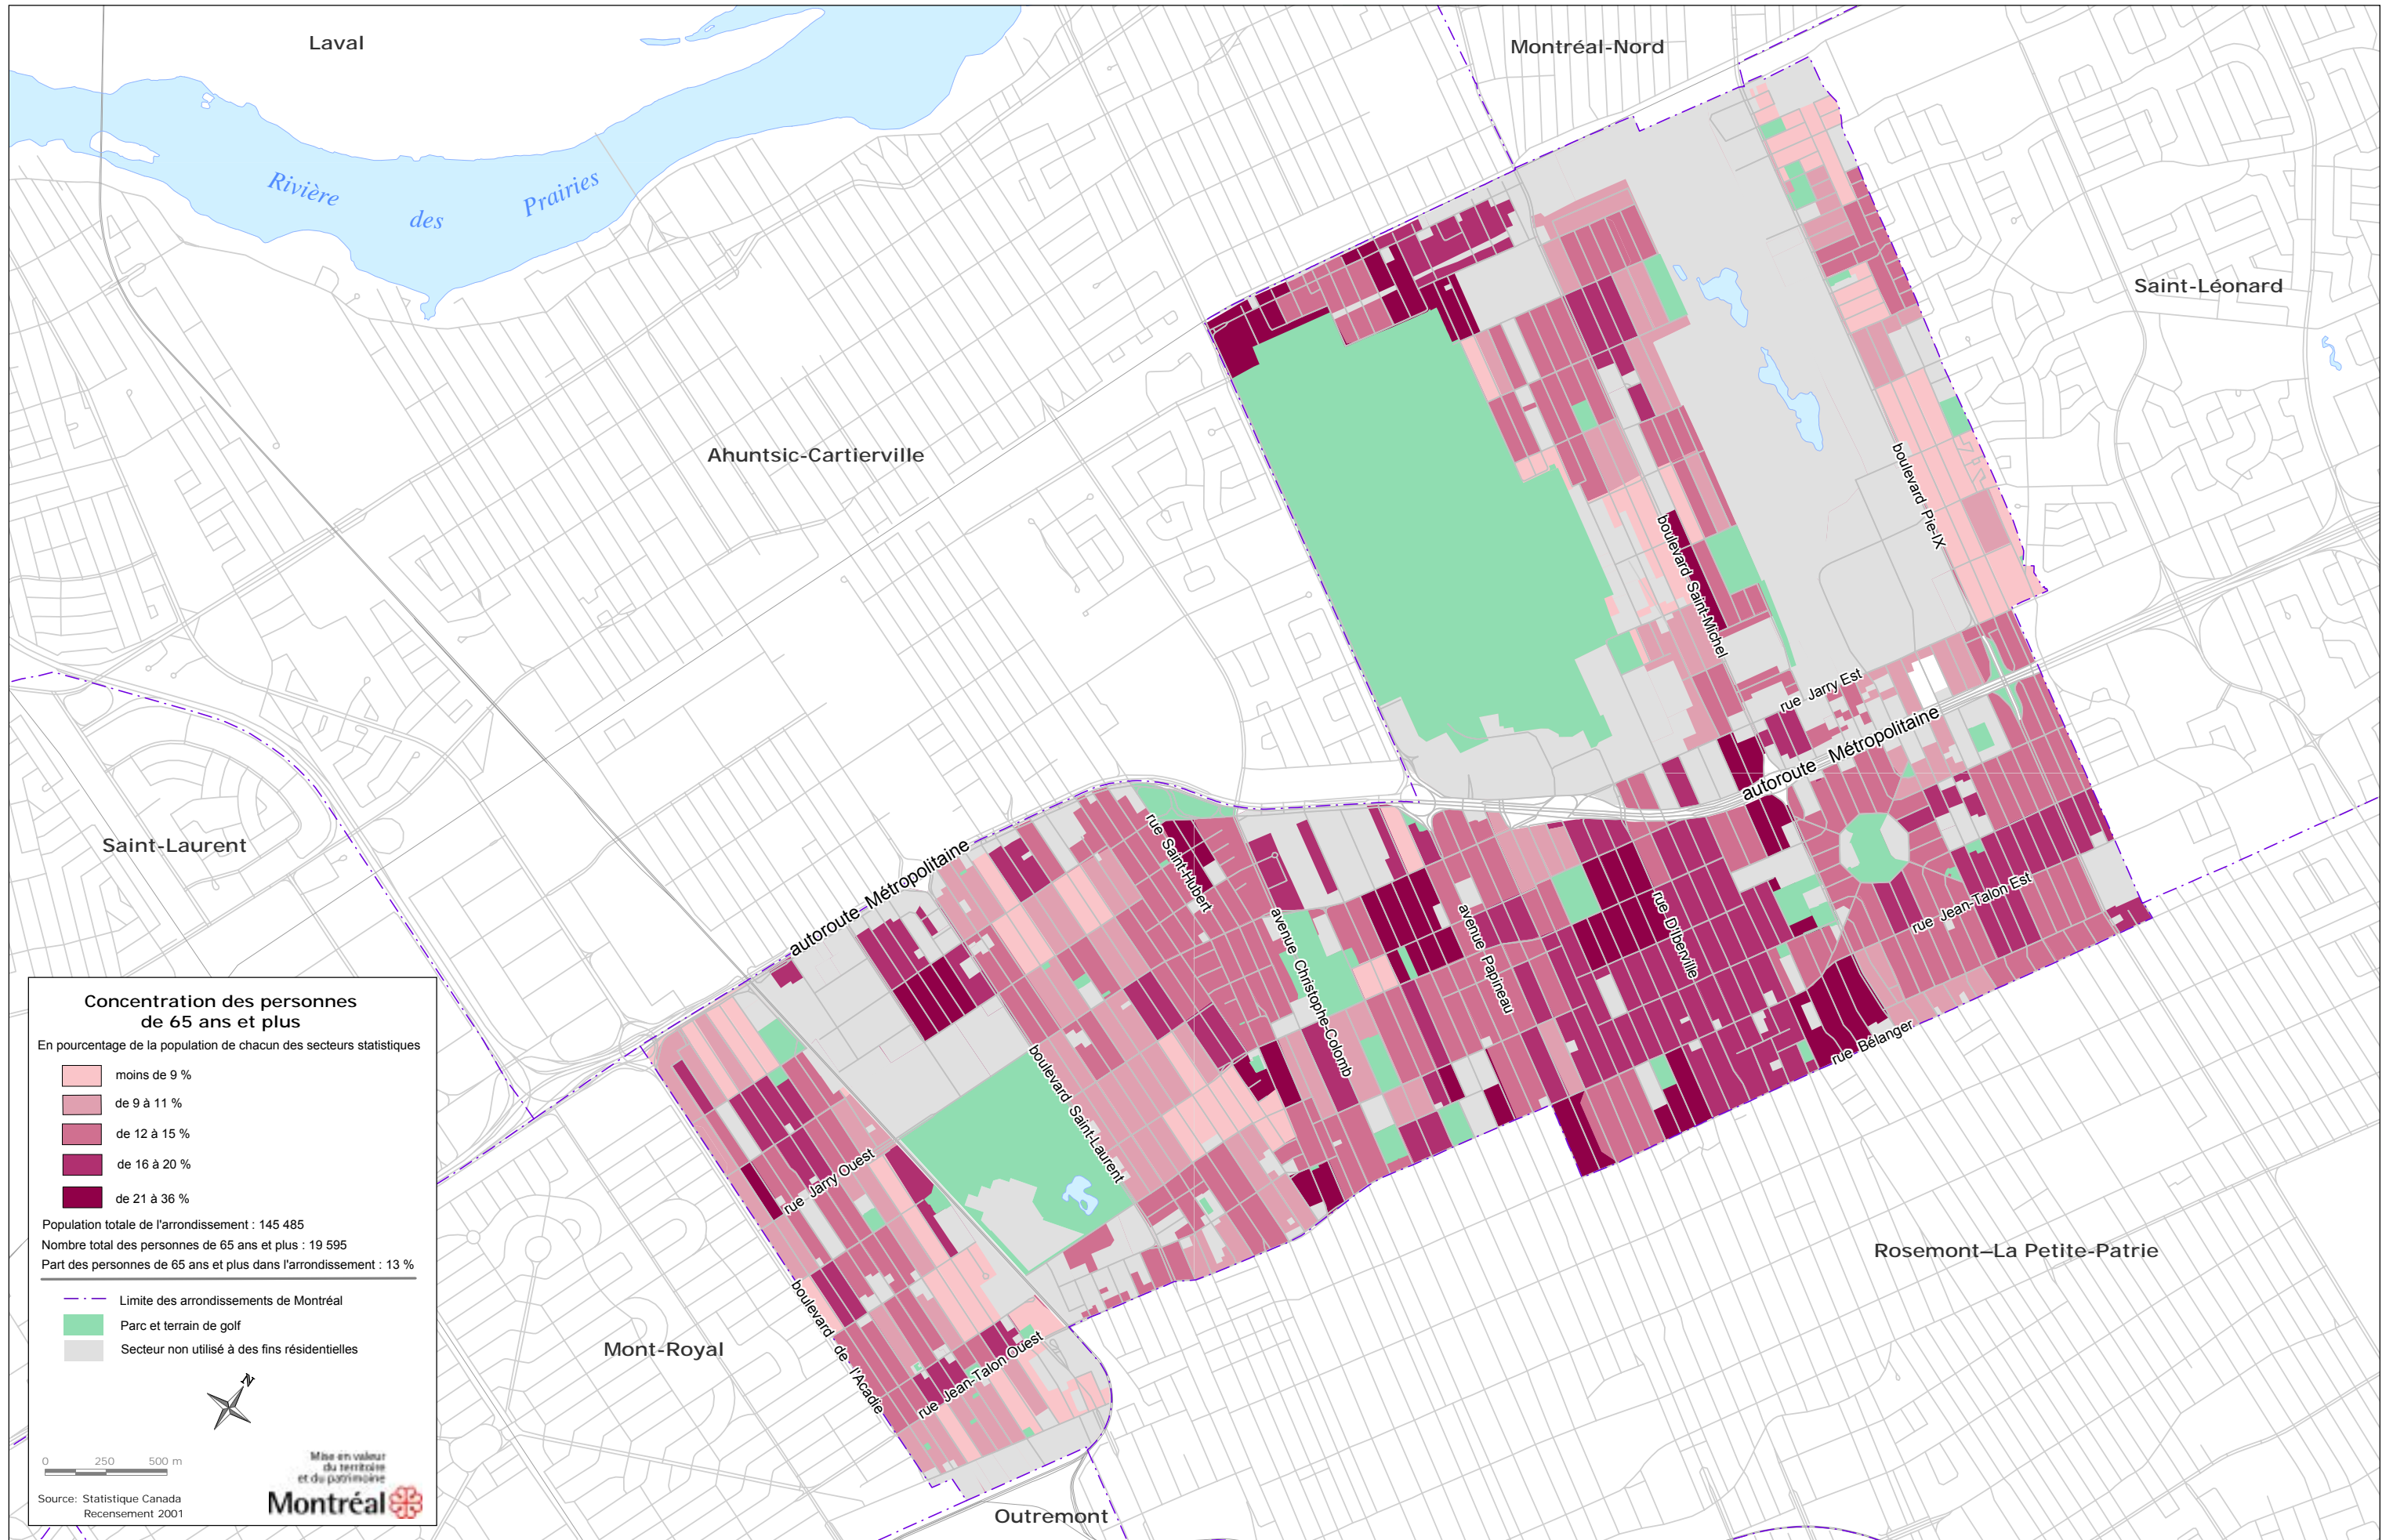 Laval
Montréal-Nord
Rivière
des
Prairies
Saint-Léonard
Ahuntsic-Cartierville
boulevard Pie-IX
boulevard Saint-Michel
rue Jarry Est
autoroute Métropolitaine
Saint-Laurent
autoroute Métropolitaine
rue Saint-Hubert
avenue Christophe-Colomb
avenue Papineau
rue D'Iberville
rue Jean-Talon Est
rue Bélanger
boulevard Saint-Laurent
rue Jarry Ouest
boulevard de l'Acadie
rue Jean-Talon Ouest
Mont-Royal
Rosemont–La Petite-Patrie
Outremont
Concentration des personnes
de 65 ans et plus
En pourcentage de la population de chacun des secteurs statistiques
moins de 9 %
de 9 à 11 %
de 12 à 15 %
de 16 à 20 %
de 21 à 36 %
Population totale de l'arrondissement : 145 485
Nombre total des personnes de 65 ans et plus : 19 595
Part des personnes de 65 ans et plus dans l'arrondissement : 13 %
Limite des arrondissements de Montréal
Parc et terrain de golf
Secteur non utilisé à des fins résidentielles
N
0 250 500 m
Mise en valeur
du territoire
et du patrimoine
Montréal
Source: Statistique Canada
Recensement 2001